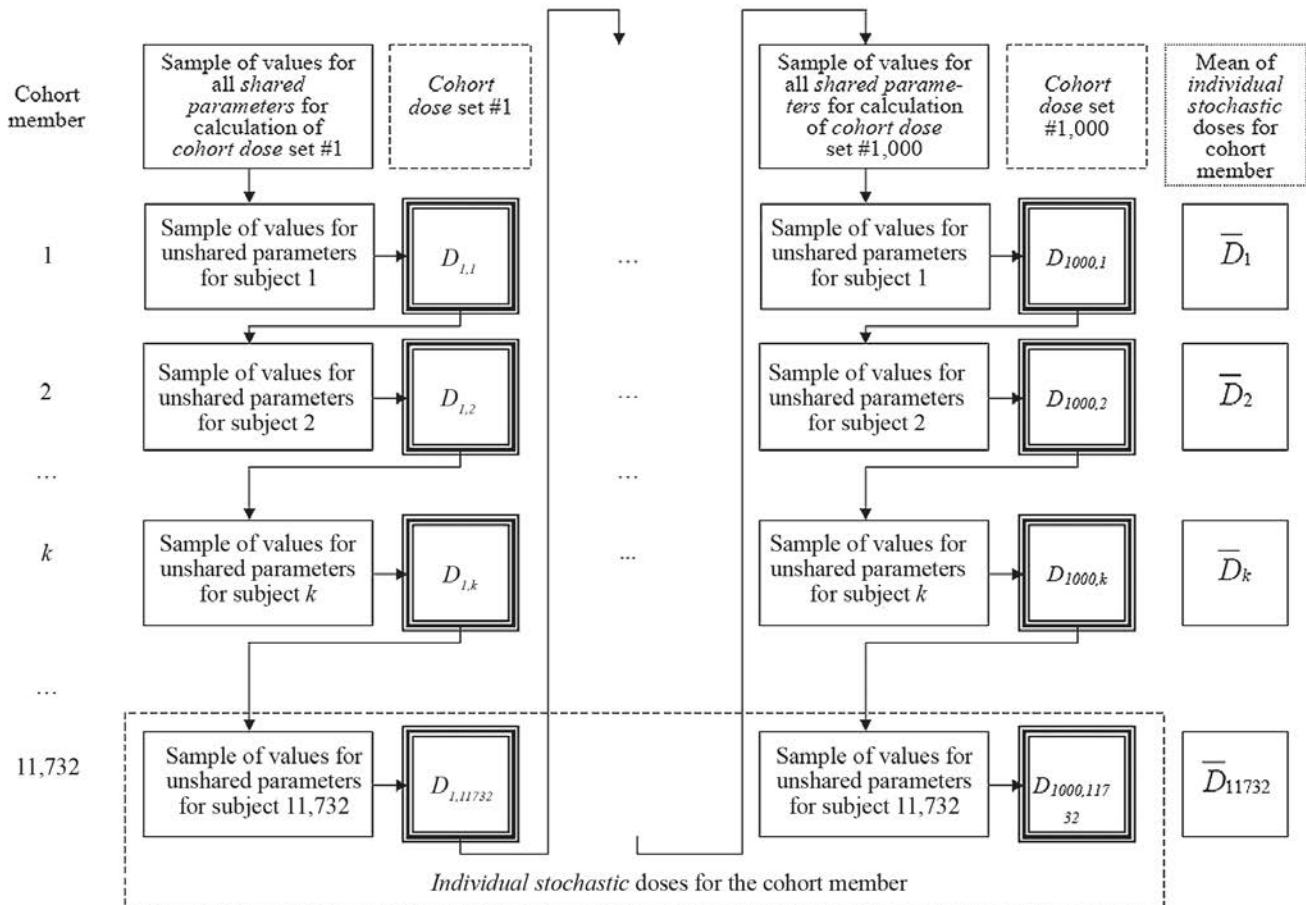 Cohort
member
Sample of values for
all shared
parameters for
calculation of
cohort dose set #1
Cohort
dose set #1
Sample of values for
all shared parame-
ters for calculation
of cohort dose
set #1,000
Cohort
dose set
#1,000
Mean of
individual
stochastic
doses for
cohort
member
1
Sample of values for
unshared parameters
for subject 1
D1,1
...
Sample of values for
unshared parameters
for subject 1
D1000,1
D̅1
2
Sample of values for
unshared parameters
for subject 2
D1,2
...
Sample of values for
unshared parameters
for subject 2
D1000,2
D̅2
...
...
k
Sample of values for
unshared parameters
for subject k
D1,k
...
Sample of values for
unshared parameters
for subject k
D1000,k
D̅k
...
11,732
Sample of values for
unshared parameters
for subject 11,732
D1,11732
Sample of values for
unshared parameters
for subject 11,732
D1000,117
32
D̅11732
Individual stochastic doses for the cohort member